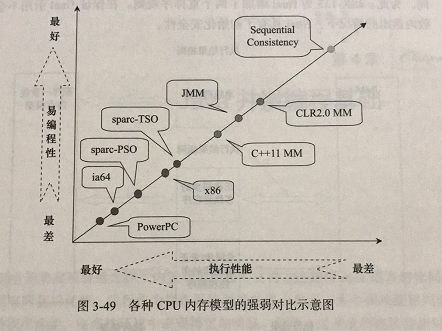 最好
易编程性
最差
Sequential
Consistency
JMM
CLR2.0 MM
sparc-TSO
C++11 MM
sparc-PSO
x86
ia64
PowerPC
最好
执行性能
最差
图 3-49 各种 CPU 内存模型的强弱对比示意图